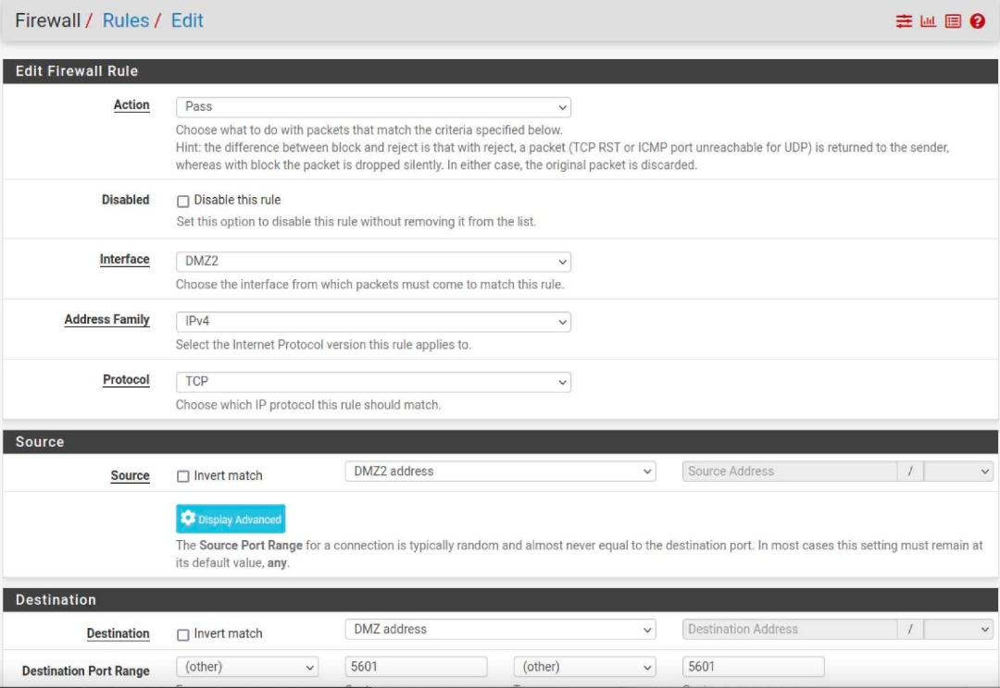 Firewall / Rules / Edit
Edit Firewall Rule
Action
Pass
Choose what to do with packets that match the criteria specified below.
Hint: the difference between block and reject is that with reject, a packet (TCP RST or ICMP port unreachable for UDP) is returned to the sender,
whereas with block the packet is dropped silently. In either case, the original packet is discarded.
Disabled
Disable this rule
Set this option to disable this rule without removing it from the list.
Interface
DMZ2
Choose the interface from which packets must come to match this rule.
Address Family
IPv4
Select the Internet Protocol version this rule applies to.
Protocol
TCP
Choose which IP protocol this rule should match.
Source
Source
Invert match
DMZ2 address
Source Address
/
Display Advanced
The Source Port Range for a connection is typically random and almost never equal to the destination port. In most cases this setting must remain at
its default value, any.
Destination
Destination
Invert match
DMZ address
Destination Address
/
Destination Port Range
(other)
5601
(other)
5601